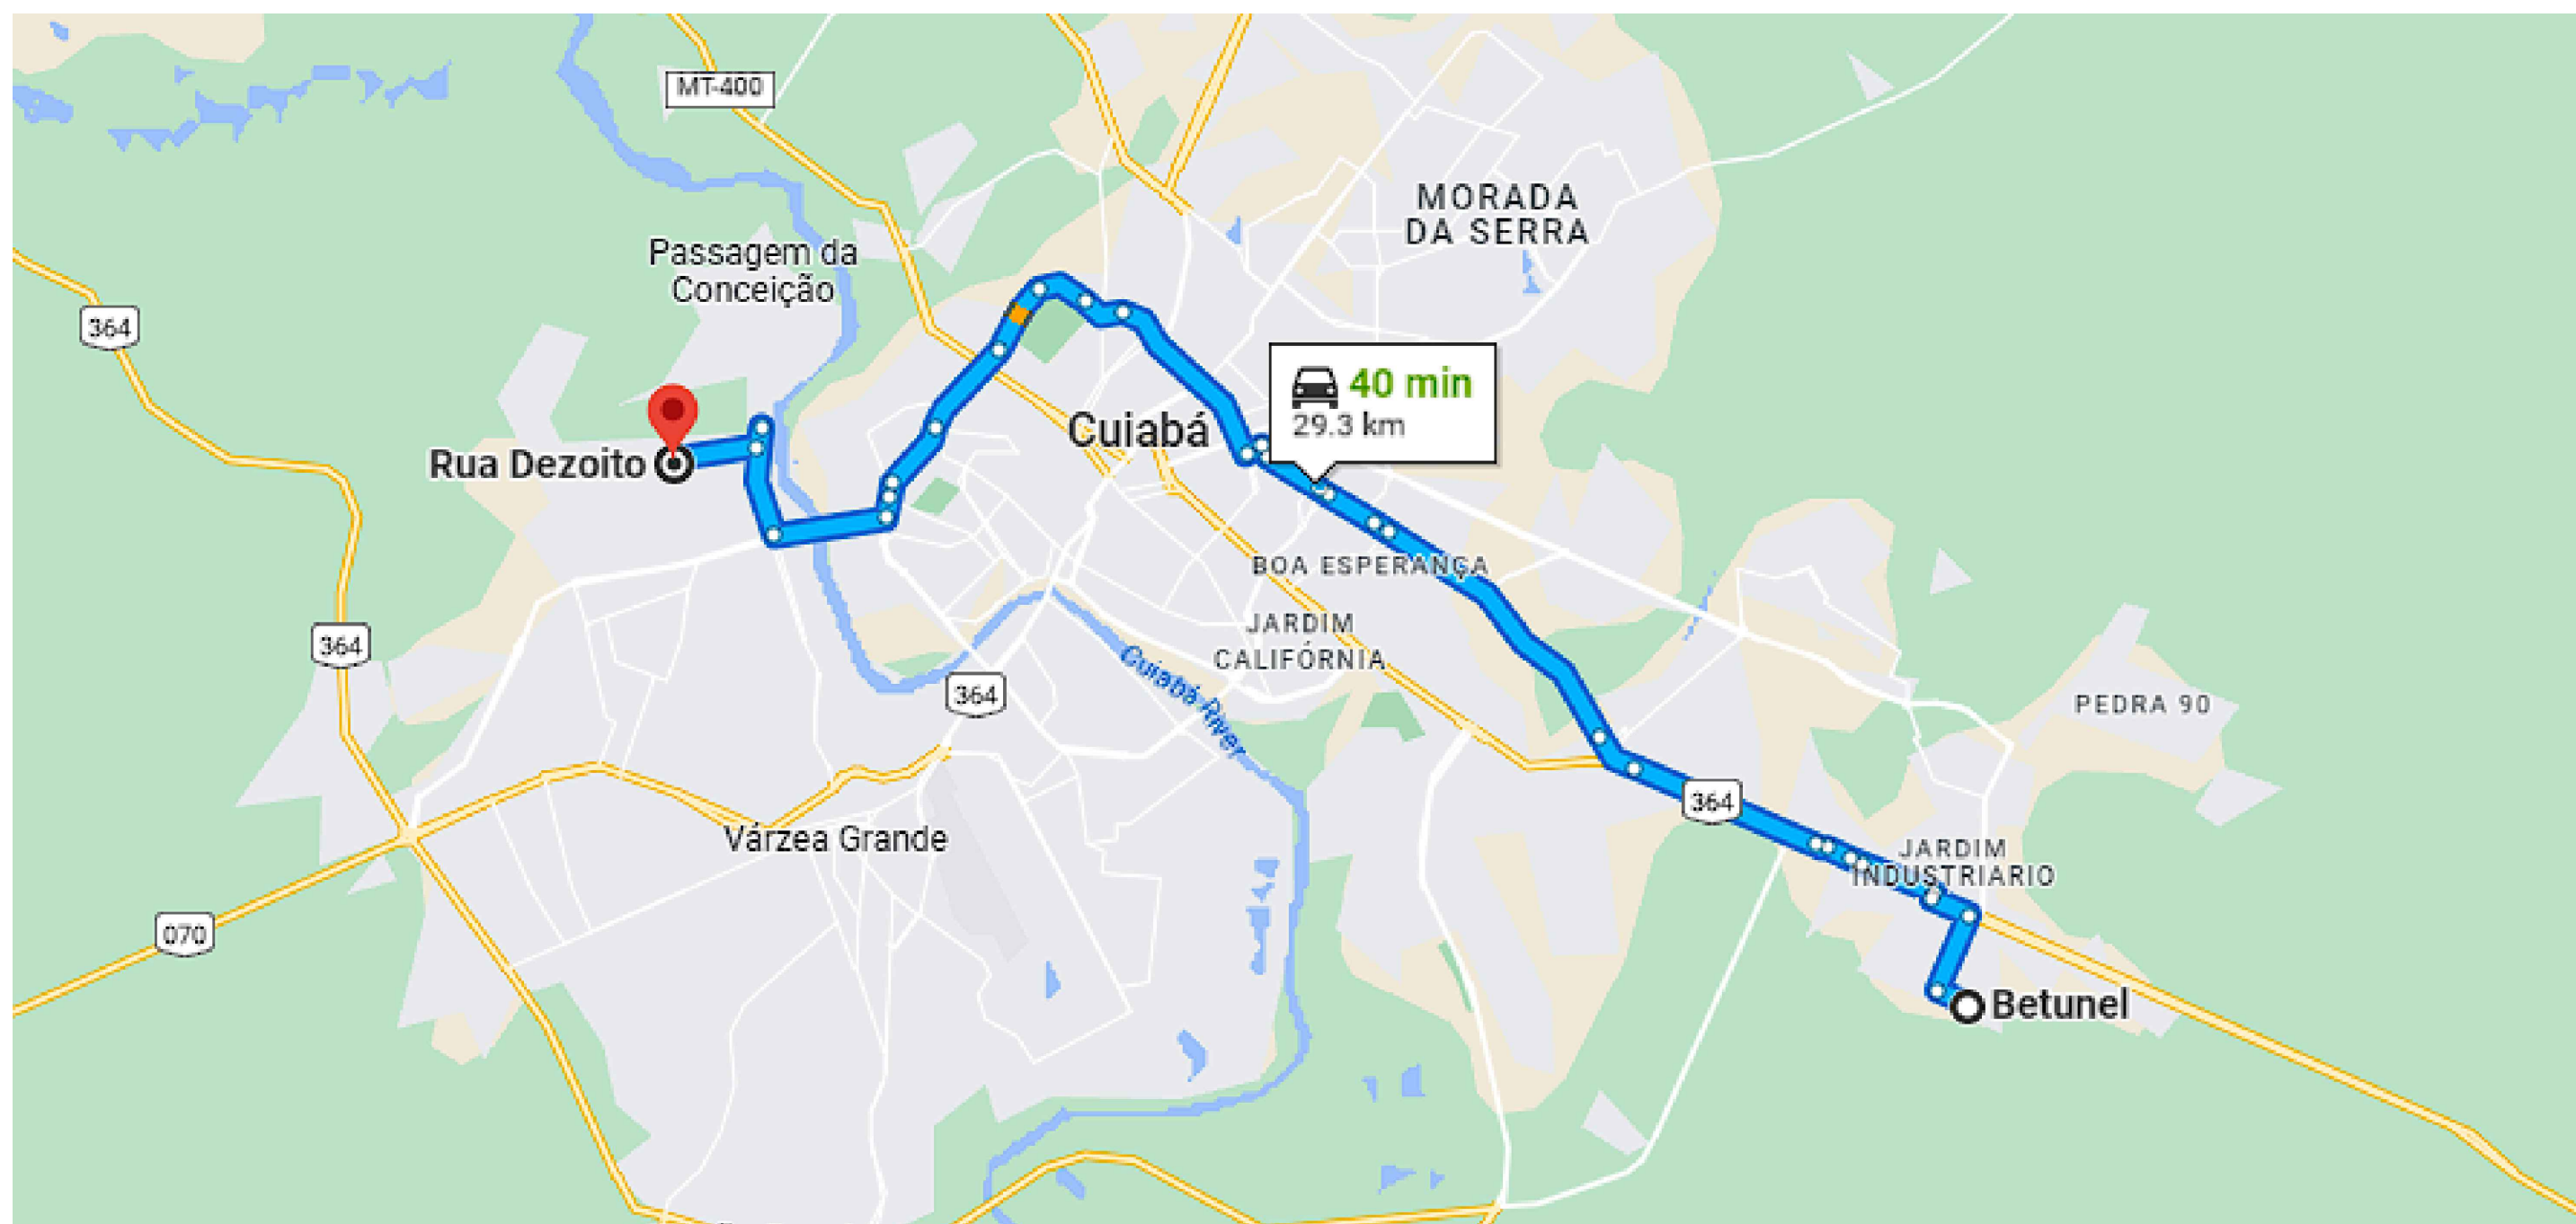 MT-400
MORADA
DA SERRA
Passagem da
Conceição
364
40 min
29.3 km
Cuiabá
Rua Dezoito
BOA ESPERANÇA
JARDIM
CALIFÓRNIA
364
Cuiabá River
364
PEDRA 90
364
Várzea Grande
JARDIM
INDUSTRIARIO
070
Betunel